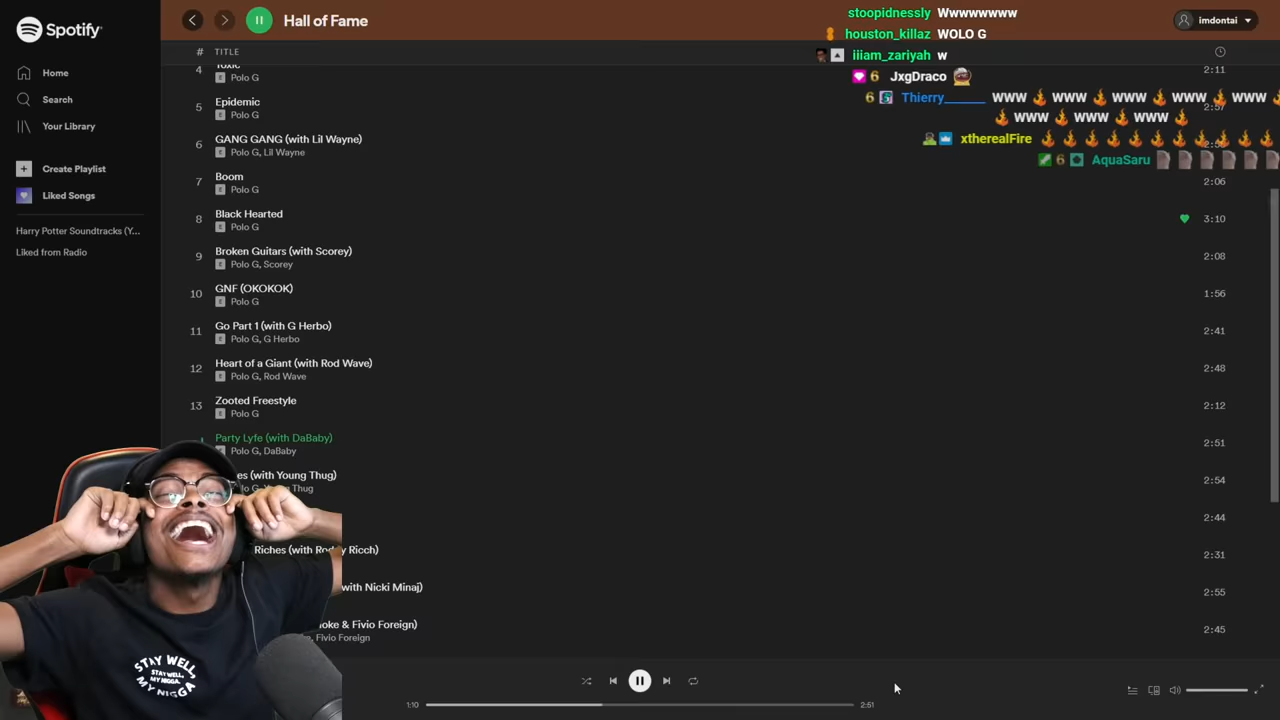 Spotify
Home
Search
Your Library
Create Playlist
Liked Songs
Harry Potter Soundtracks (Y...
Liked from Radio
Hall of Fame
imdontai
stoopidnessly Wwwwwwww
houston_killaz WOLO G
iiiam_zariyah w
JxgDraco
6 Thierry_______ WWW WWW WWW WWW WWW
WWW WWW WWW
xtherealFire
6 AquaSaru
# TITLE
4 Toxic 2:11
E Polo G
5 Epidemic
E Polo G
6 GANG GANG (with Lil Wayne)
E Polo G, Lil Wayne
7 Boom 2:06
E Polo G
8 Black Hearted 3:10
E Polo G
9 Broken Guitars (with Scorey) 2:08
E Polo G, Scorey
10 GNF (OKOKOK) 1:56
E Polo G
11 Go Part 1 (with G Herbo) 2:41
E Polo G, G Herbo
12 Heart of a Giant (with Rod Wave) 2:48
E Polo G, Rod Wave
13 Zooted Freestyle 2:12
E Polo G
Party Lyfe (with DaBaby) 2:51
Polo G, DaBaby
(with Young Thug) 2:54
Thug
2:44
Riches (with Roddy Ricch) 2:31
with Nicki Minaj) 2:55
& Fivio Foreign) 2:45
Fivio Foreign
STAY WELL,
MY NIGGA
1:10 2:51